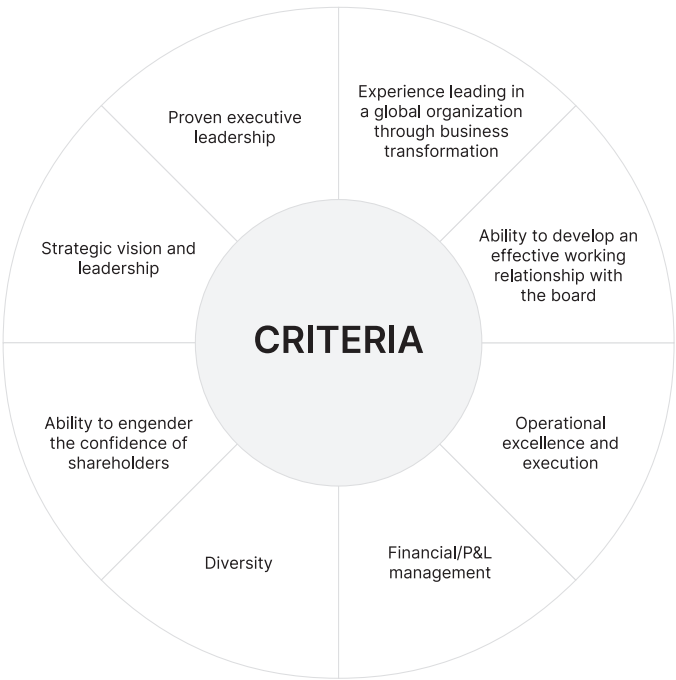 Experience leading in
a global organization
through business
transformation
Proven executive
leadership
Ability to develop an
effective working
relationship with
the board
Strategic vision and
leadership
CRITERIA
Operational
excellence and
execution
Ability to engender
the confidence of
shareholders
Financial/P&L
management
Diversity